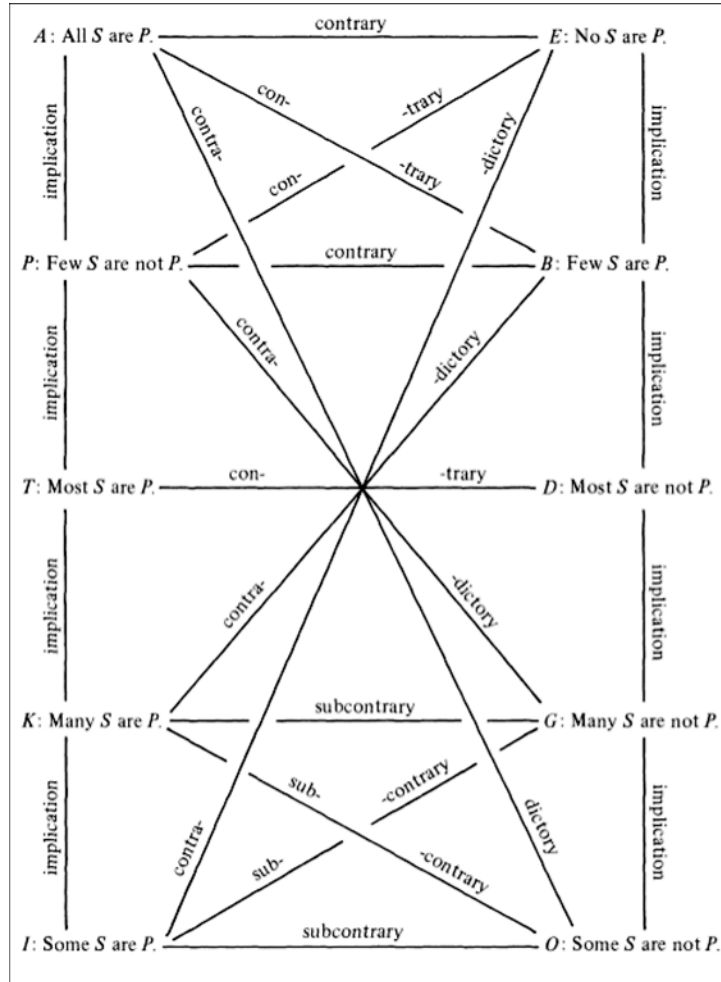 A: All S are P.
contrary
E: No S are P.
implication
contra-
con-
-trary
con-
-trary
-dictory
implication
P: Few S are not P.
contrary
B: Few S are P.
implication
contra-
-dictory
implication
T: Most S are P.
con-
-trary
D: Most S are not P.
implication
contra-
-dictory
implication
K: Many S are P.
subcontrary
G: Many S are not P.
implication
contra-
sub-
-contrary
sub-
-contrary
dictory
implication
I: Some S are P.
subcontrary
O: Some S are not P.